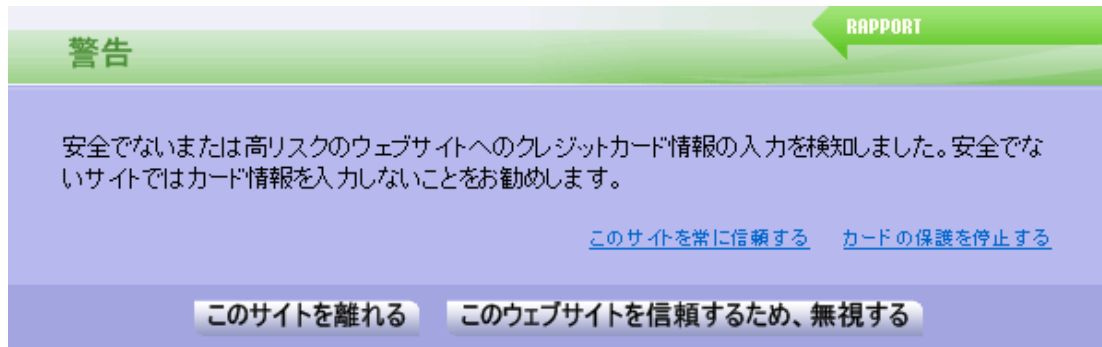 RAPPORT
警告
安全でないまたは高リスクのウェブサイトへのクレジットカード情報の入力を検知しました。安全でな
いサイトではカード情報を入力しないことをお勧めします。
このサイトを常に信頼する カードの保護を停止する
このサイトを離れる このウェブサイトを信頼するため、無視する